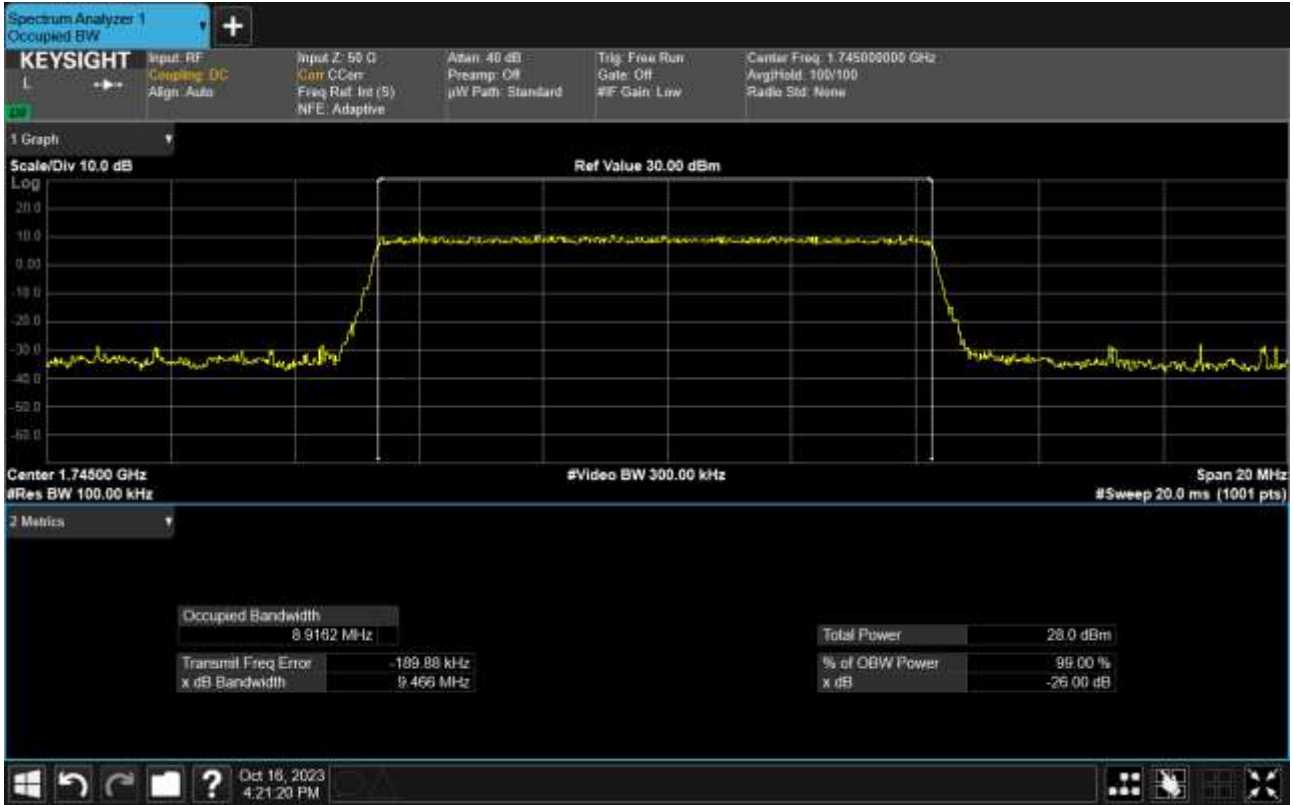 Spectrum Analyzer 1
Occupied BW
KEYSIGHT
L
Input: RF
Coupling: DC
Align: Auto
Input Z: 50 Ω
Corr CCorr
Freq Ref: Int (S)
NFE: Adaptive
Atten: 40 dB
Preamp: Off
µW Path: Standard
Trig: Free Run
Gate: Off
#IF Gain: Low
Center Freq: 1.745000000 GHz
Avg|Hold: 100/100
Radio Std: None
1 Graph
Scale/Div 10.0 dB
Ref Value 30.00 dBm
Log
20.0
10.0
0.00
-10.0
-20.0
-30.0
-40.0
-50.0
-60.0
Center 1.74500 GHz
#Video BW 300.00 kHz
Span 20 MHz
#Res BW 100.00 kHz
#Sweep 20.0 ms (1001 pts)
2 Metrics
Occupied Bandwidth
8.9162 MHz
Total Power 28.0 dBm
Transmit Freq Error -189.88 kHz
% of OBW Power 99.00 %
x dB Bandwidth 9.466 MHz
x dB -26.00 dB
?
Oct 16, 2023
4:21:20 PM